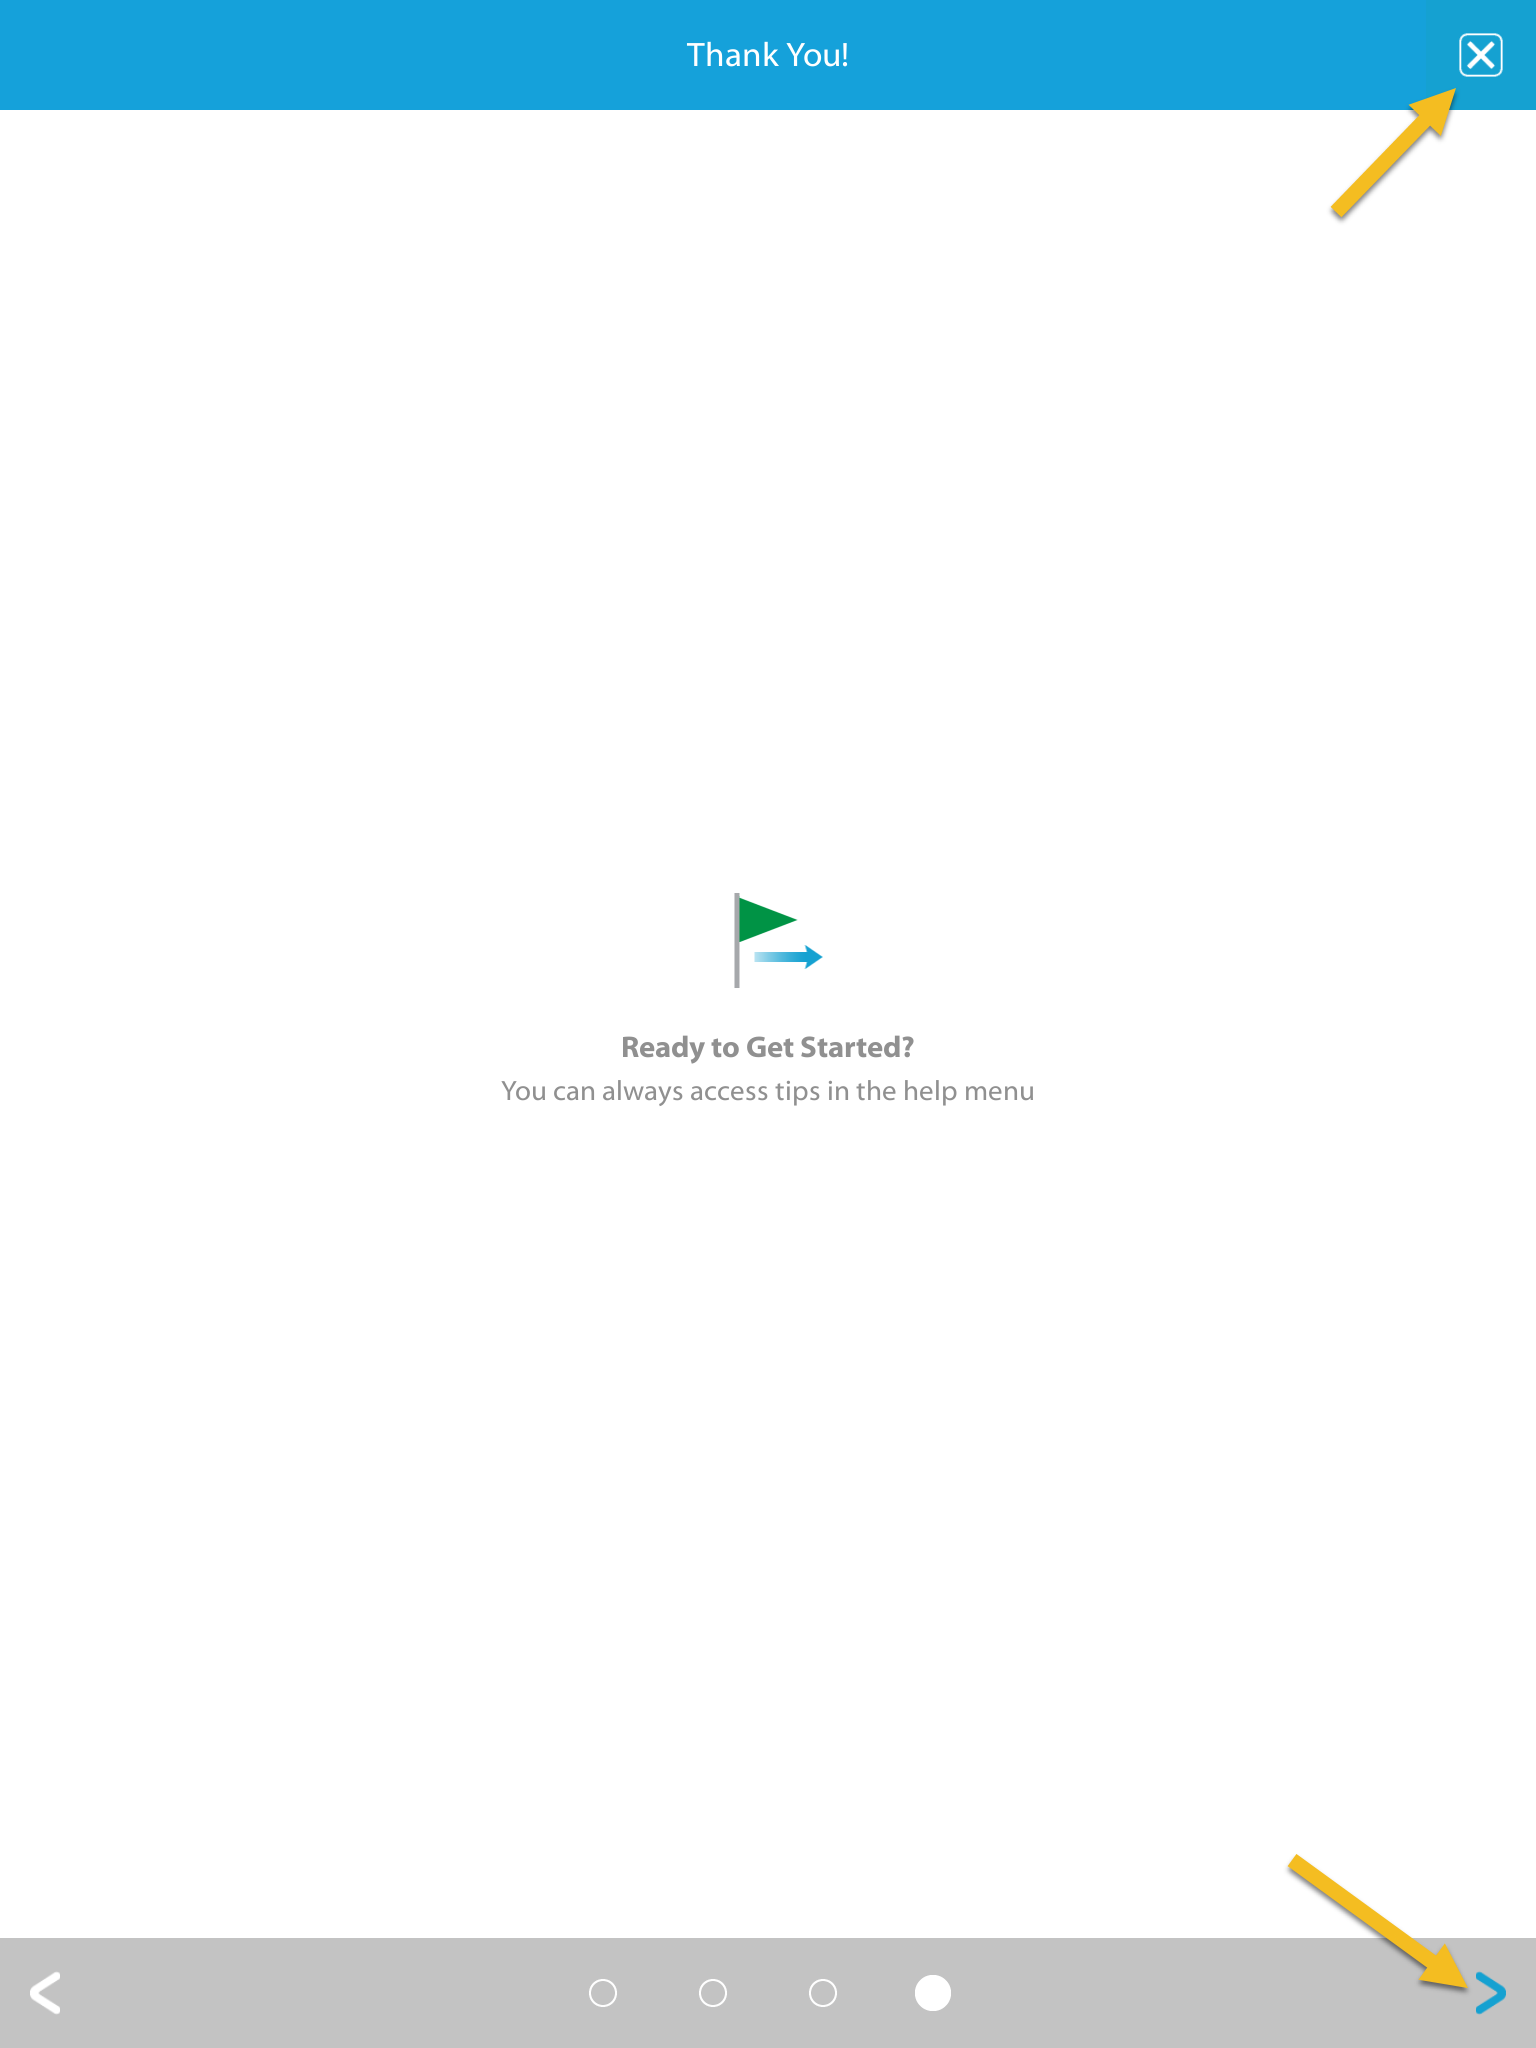 Thank You!
Ready to Get Started?
You can always access tips in the help menu